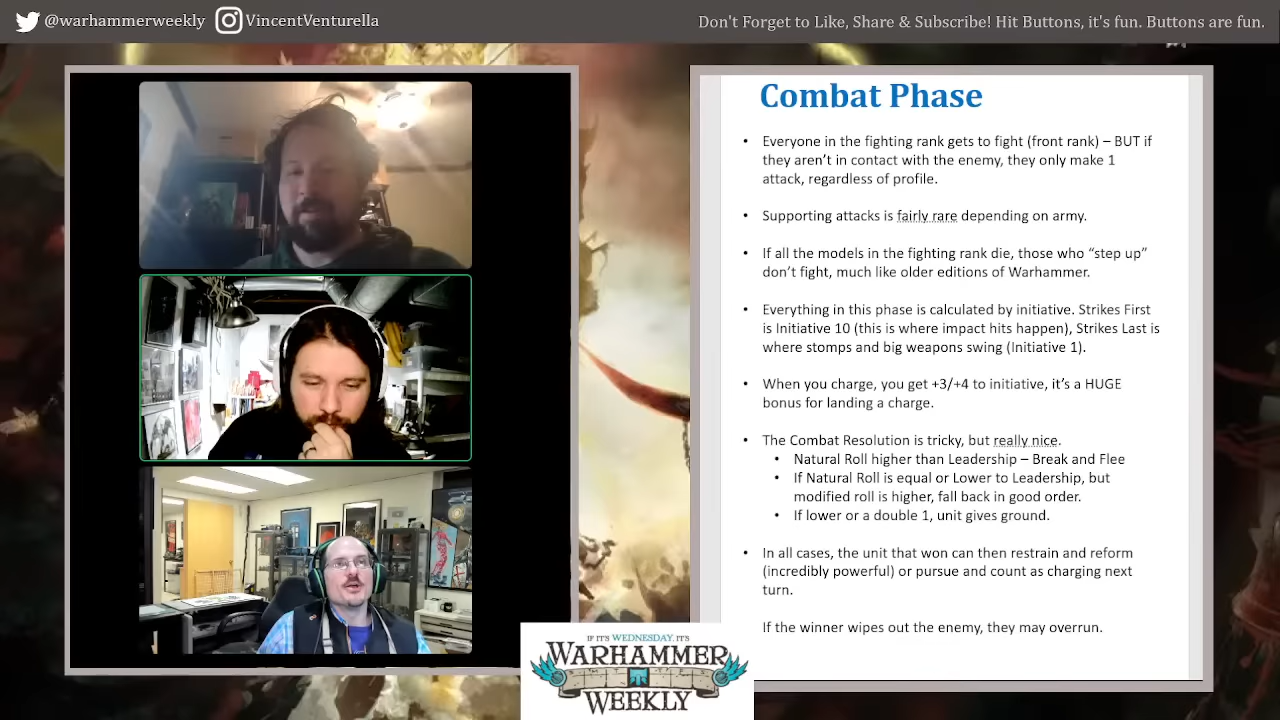 @warhammerweekly VincentVenturella
Don't Forget to Like, Share & Subscribe! Hit Buttons, it's fun. Buttons are fun.
Combat Phase
• Everyone in the fighting rank gets to fight (front rank) – BUT if
they aren't in contact with the enemy, they only make 1
attack, regardless of profile.
• Supporting attacks is fairly rare depending on army.
• If all the models in the fighting rank die, those who “step up”
don't fight, much like older editions of Warhammer.
• Everything in this phase is calculated by initiative. Strikes First
is Initiative 10 (this is where impact hits happen), Strikes Last is
where stomps and big weapons swing (Initiative 1).
• When you charge, you get +3/+4 to initiative, it's a HUGE
bonus for landing a charge.
• The Combat Resolution is tricky, but really nice.
• Natural Roll higher than Leadership – Break and Flee
• If Natural Roll is equal or Lower to Leadership, but
modified roll is higher, fall back in good order.
• If lower or a double 1, unit gives ground.
• In all cases, the unit that won can then restrain and reform
(incredibly powerful) or pursue and count as charging next
turn.
If the winner wipes out the enemy, they may overrun.
IF IT'S WEDNESDAY, IT'S
WARHAMMER
WEEKLY